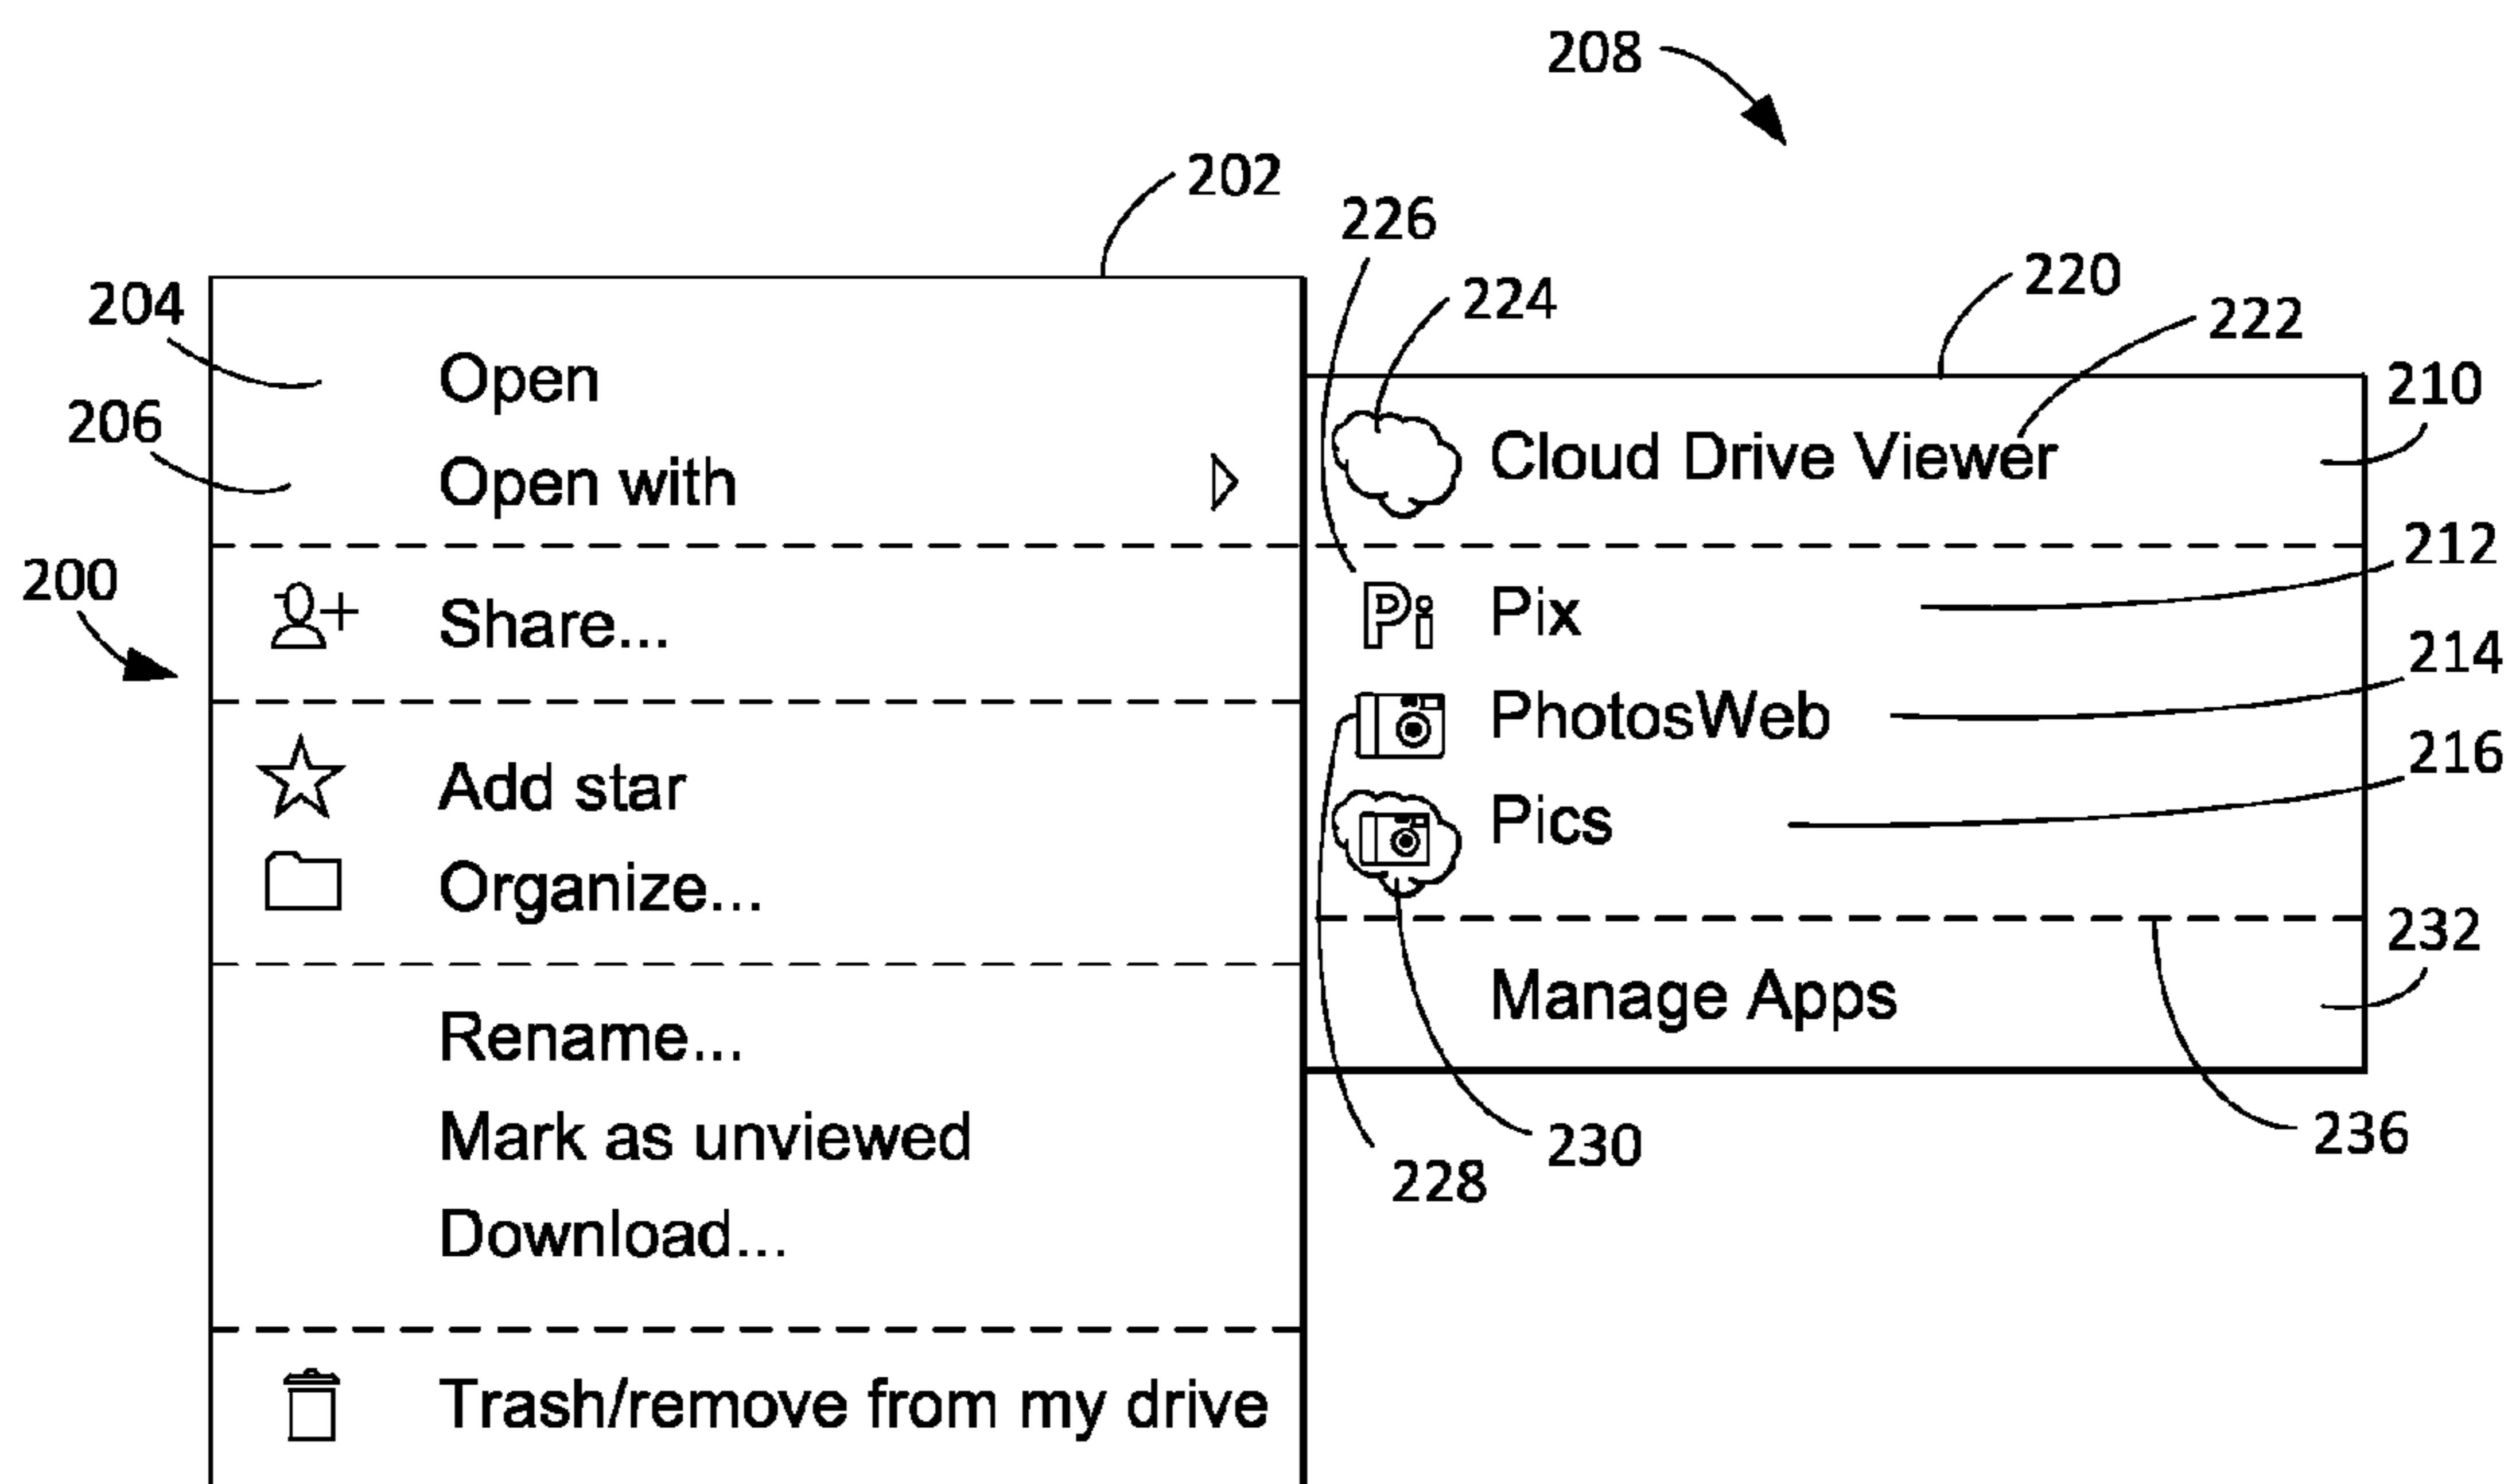 208
202
226
224
220
222
204
206
200
210
212
214
216
232
236
230
228
Open
Open with
Share...
Add star
Organize...
Rename...
Mark as unviewed
Download...
Trash/remove from my drive
Cloud Drive Viewer
Pi Pix
PhotosWeb
Pics
Manage Apps